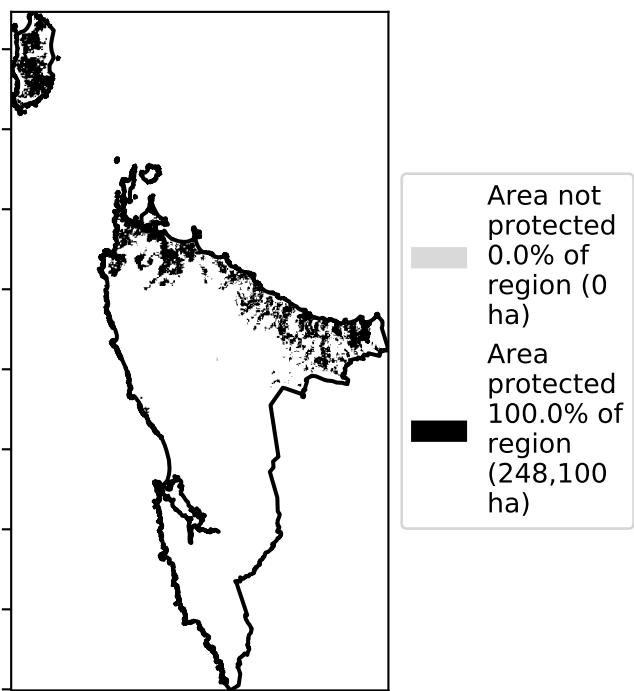 Area not
protected
0.0% of
region (0
ha)
Area
protected
100.0% of
region
(248,100
ha)